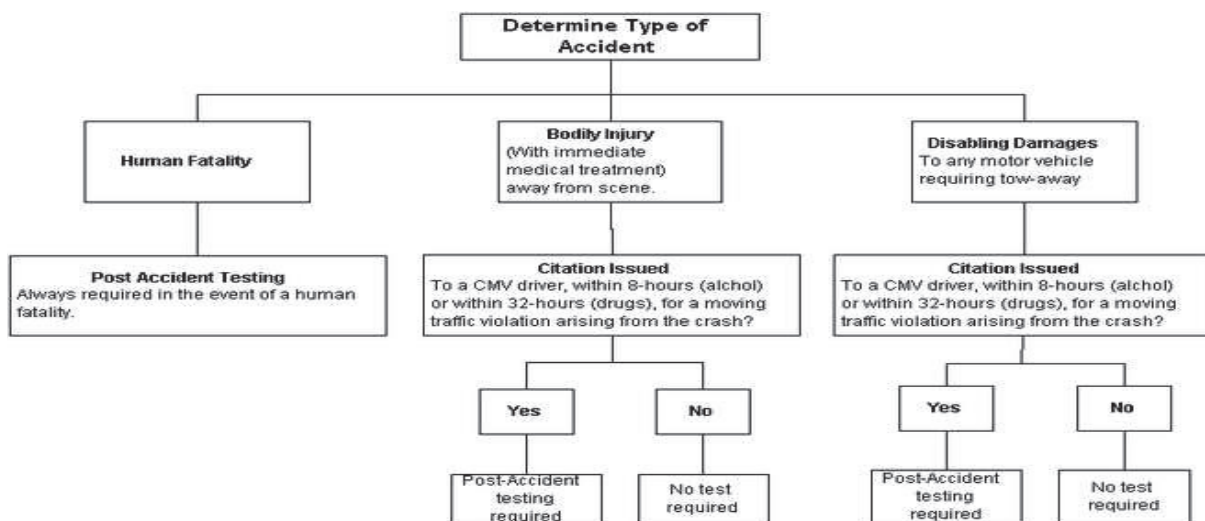 Determine Type of
Accident
Human Fatality
Bodily Injury
(With immediate
medical treatment)
away from scene.
Disabling Damages
To any motor vehicle
requiring tow-away
Post Accident Testing
Always required in the event of a human
fatality.
Citation Issued
To a CMV driver, within 8-hours (alchol)
or within 32-hours (drugs), for a moving
traffic violation arising from the crash?
Citation Issued
To a CMV driver, within 8-hours (alchol)
or within 32-hours (drugs), for a moving
traffic violation arising from the crash?
Yes
No
Yes
No
Post-Accident
testing
required
No test
required
Post-Accident
testing
required
No test
required